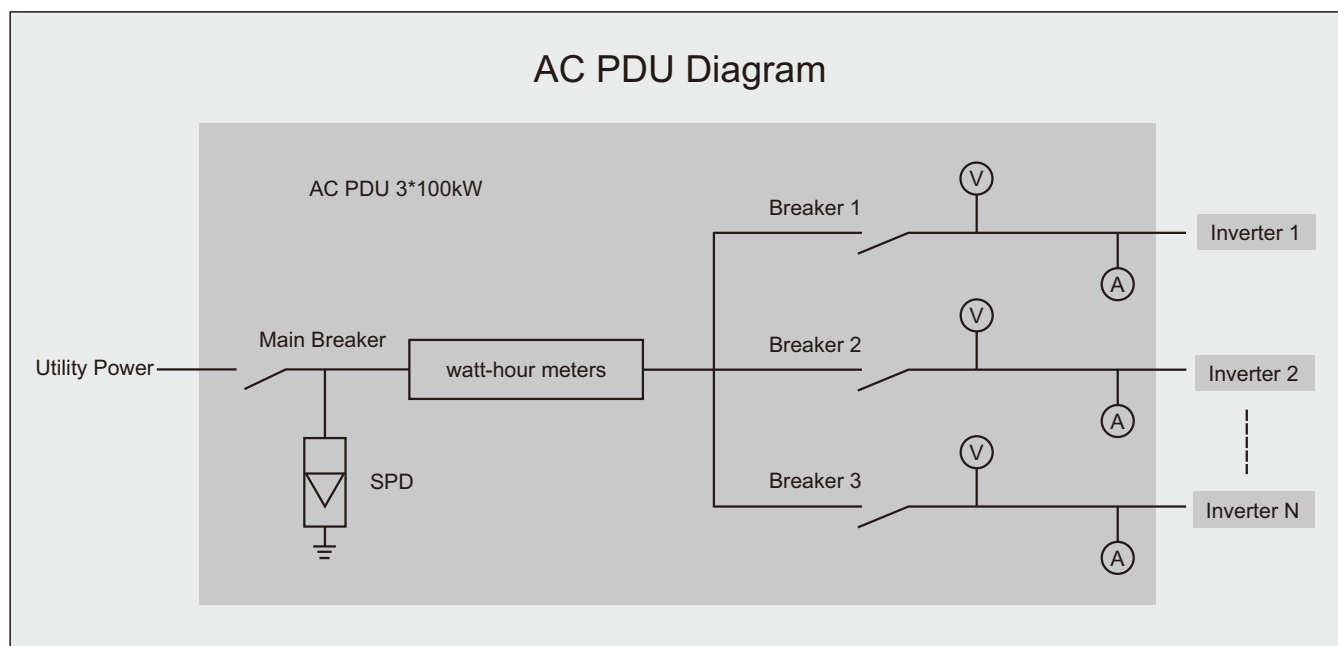 AC PDU Diagram
AC PDU 3*100kW
Utility Power
Main Breaker
SPD
watt-hour meters
Breaker 1
V
A
Inverter 1
Breaker 2
V
A
Inverter 2
Breaker 3
V
A
Inverter N